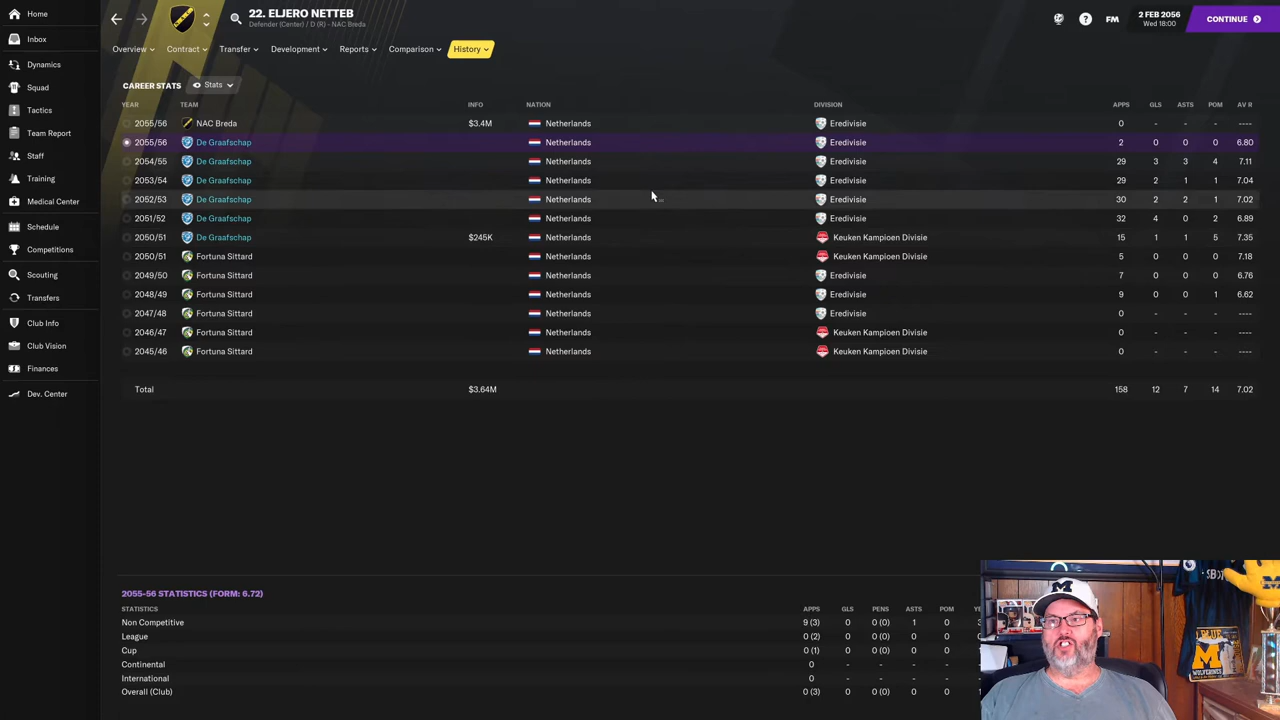 Home
Inbox
Dynamics
Squad
Tactics
Team Report
Staff
Training
Medical Center
Schedule
Competitions
Scouting
Transfers
Club Info
Club Vision
Finances
Dev. Center
22. ELJERO NETTEB
Defender (Center) / D (R) - NAC Breda
FM
2 FEB 2056
Wed 18:00
CONTINUE
Overview Contract Transfer Development Reports Comparison History
CAREER STATS Stats
YEAR TEAM INFO NATION DIVISION APPS GLS ASTS POM AV R
2055/56 NAC Breda $3.4M Netherlands Eredivisie 0 - - - ----
2055/56 De Graafschap Netherlands Eredivisie 2 0 0 0 6.80
2054/55 De Graafschap Netherlands Eredivisie 29 3 3 4 7.11
2053/54 De Graafschap Netherlands Eredivisie 29 2 1 1 7.04
2052/53 De Graafschap Netherlands Eredivisie 30 2 2 1 7.02
2051/52 De Graafschap Netherlands Eredivisie 32 4 0 2 6.89
2050/51 De Graafschap $245K Netherlands Keuken Kampioen Divisie 15 1 1 5 7.35
2050/51 Fortuna Sittard Netherlands Keuken Kampioen Divisie 5 0 0 0 7.18
2049/50 Fortuna Sittard Netherlands Eredivisie 7 0 0 0 6.76
2048/49 Fortuna Sittard Netherlands Eredivisie 9 0 0 1 6.62
2047/48 Fortuna Sittard Netherlands Eredivisie 0 - - - ----
2046/47 Fortuna Sittard Netherlands Keuken Kampioen Divisie 0 - - - ----
2045/46 Fortuna Sittard Netherlands Keuken Kampioen Divisie 0 - - - ----
Total $3.64M 158 12 7 14 7.02
2055-56 STATISTICS (FORM: 6.72)
STATISTICS APPS GLS PENS ASTS POM
Non Competitive 9 (3) 0 0 (0) 1 0
League 0 (2) 0 0 (0) 0 0
Cup 0 (1) 0 0 (0) 0 0
Continental 0 - - - -
International 0 - - - -
Overall (Club) 0 (3) 0 0 (0) 0 0